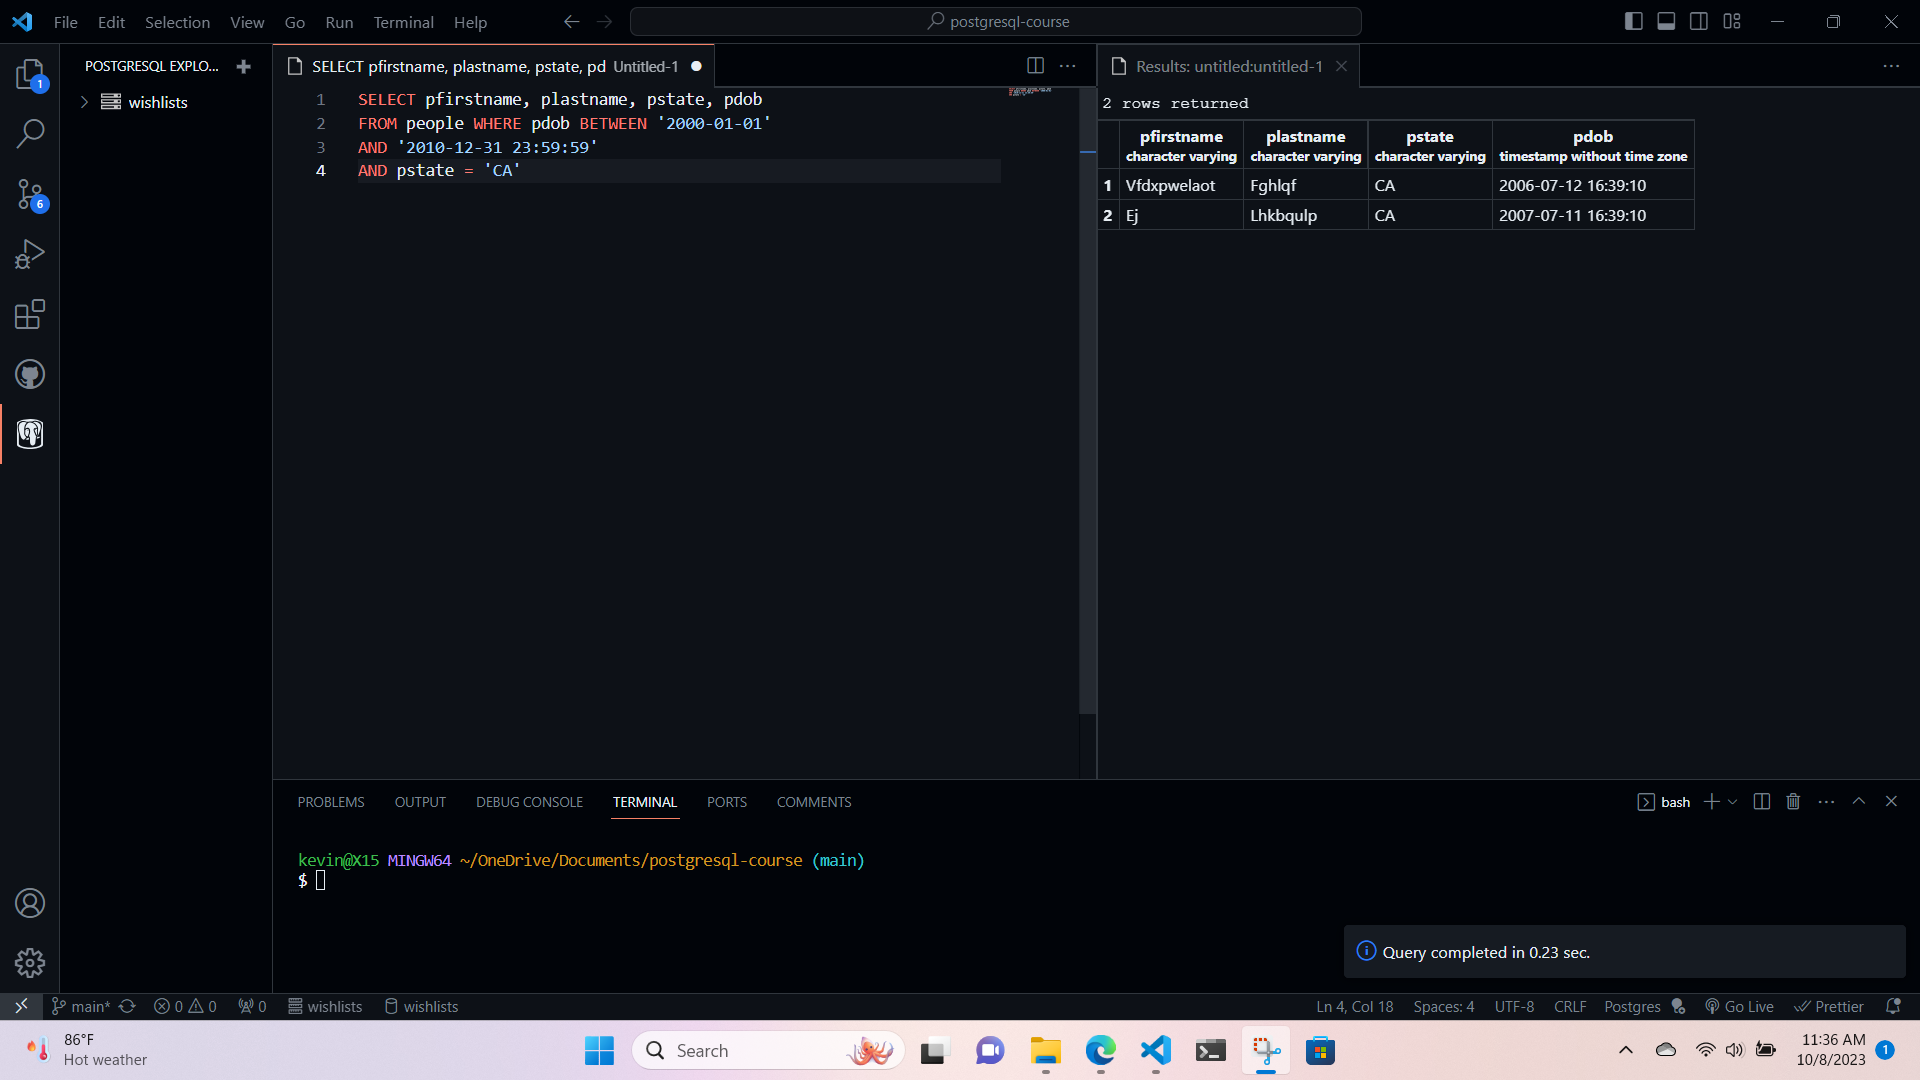 File Edit Selection View Go Run Terminal Help
postgresql-course
POSTGRESQL EXPLO...
wishlists
1
6
SELECT pfirstname, plastname, pstate, pd Untitled-1
1 SELECT pfirstname, plastname, pstate, pdob
2 FROM people WHERE pdob BETWEEN '2000-01-01'
3 AND '2010-12-31 23:59:59'
4 AND pstate = 'CA'
Results: untitled:untitled-1
2 rows returned
pfirstname plastname pstate pdob
character varying character varying character varying timestamp without time zone
1 Vfdxpwelaot Fghlqf CA 2006-07-12 16:39:10
2 Ej Lhkbqulp CA 2007-07-11 16:39:10
PROBLEMS OUTPUT DEBUG CONSOLE TERMINAL PORTS COMMENTS
bash
kevin@X15 MINGW64 ~/OneDrive/Documents/postgresql-course (main)
$
Query completed in 0.23 sec.
main* 0 0 0 wishlists wishlists
Ln 4, Col 18 Spaces: 4 UTF-8 CRLF Postgres Go Live Prettier
86°F
Hot weather
Search
11:36 AM
10/8/2023
1